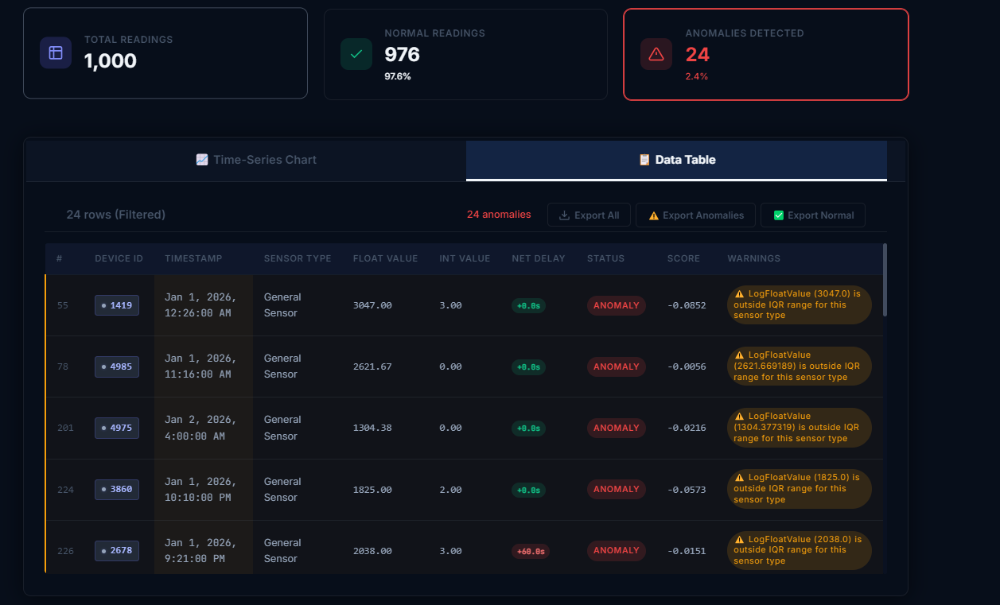 TOTAL READINGS
1,000
NORMAL READINGS
976
97.6%
ANOMALIES DETECTED
24
2.4%
📈 Time-Series Chart
📋 Data Table
24 rows (Filtered)
24 anomalies
Export All
⚠️ Export Anomalies
✅ Export Normal
# DEVICE ID TIMESTAMP SENSOR TYPE FLOAT VALUE INT VALUE NET DELAY STATUS SCORE WARNINGS
55 1419 Jan 1, 2026, 12:26:00 AM General Sensor 3047.00 3.00 +0.0s ANOMALY -0.0852 ⚠️ LogFloatValue (3047.0) is
outside IQR range for this
sensor type
78 4985 Jan 1, 2026, 11:16:00 AM General Sensor 2621.67 0.00 +0.0s ANOMALY -0.0056 ⚠️ LogFloatValue
(2621.669189) is outside IQR
range for this sensor type
201 4975 Jan 2, 2026, 4:00:00 AM General Sensor 1304.38 0.00 +0.0s ANOMALY -0.0216 ⚠️ LogFloatValue
(1304.377319) is outside IQR
range for this sensor type
224 3860 Jan 1, 2026, 10:10:00 PM General Sensor 1825.00 2.00 +0.0s ANOMALY -0.0573 ⚠️ LogFloatValue (1825.0) is
outside IQR range for this
sensor type
226 2678 Jan 1, 2026, 9:21:00 PM General Sensor 2038.00 3.00 +60.0s ANOMALY -0.0151 ⚠️ LogFloatValue (2038.0) is
outside IQR range for this
sensor type